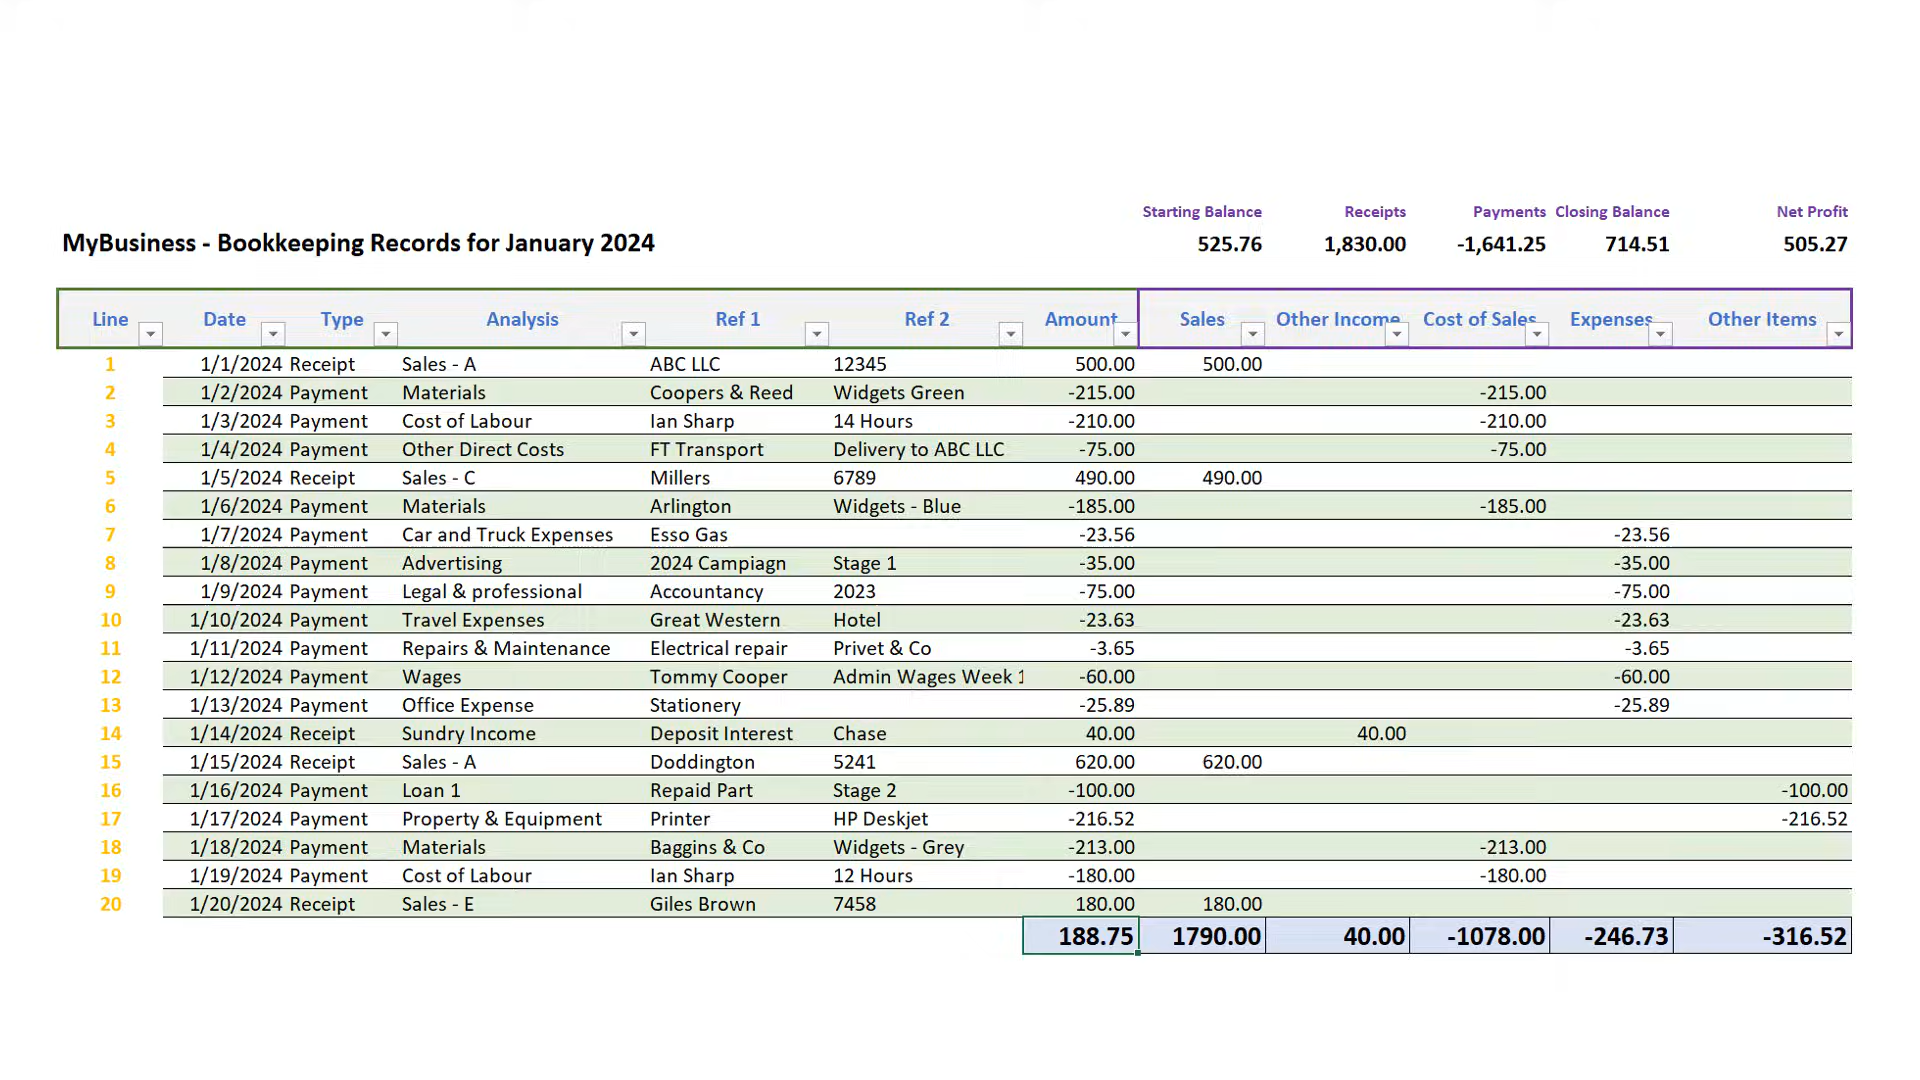 Starting Balance Receipts Payments Closing Balance Net Profit
MyBusiness - Bookkeeping Records for January 2024 525.76 1,830.00 -1,641.25 714.51 505.27
Line Date Type Analysis Ref 1 Ref 2 Amount Sales Other Income Cost of Sales Expenses Other Items
1 1/1/2024 Receipt Sales - A ABC LLC 12345 500.00 500.00
2 1/2/2024 Payment Materials Coopers & Reed Widgets Green -215.00 -215.00
3 1/3/2024 Payment Cost of Labour Ian Sharp 14 Hours -210.00 -210.00
4 1/4/2024 Payment Other Direct Costs FT Transport Delivery to ABC LLC -75.00 -75.00
5 1/5/2024 Receipt Sales - C Millers 6789 490.00 490.00
6 1/6/2024 Payment Materials Arlington Widgets - Blue -185.00 -185.00
7 1/7/2024 Payment Car and Truck Expenses Esso Gas -23.56 -23.56
8 1/8/2024 Payment Advertising 2024 Campiagn Stage 1 -35.00 -35.00
9 1/9/2024 Payment Legal & professional Accountancy 2023 -75.00 -75.00
10 1/10/2024 Payment Travel Expenses Great Western Hotel -23.63 -23.63
11 1/11/2024 Payment Repairs & Maintenance Electrical repair Privet & Co -3.65 -3.65
12 1/12/2024 Payment Wages Tommy Cooper Admin Wages Week 1 -60.00 -60.00
13 1/13/2024 Payment Office Expense Stationery -25.89 -25.89
14 1/14/2024 Receipt Sundry Income Deposit Interest Chase 40.00 40.00
15 1/15/2024 Receipt Sales - A Doddington 5241 620.00 620.00
16 1/16/2024 Payment Loan 1 Repaid Part Stage 2 -100.00 -100.00
17 1/17/2024 Payment Property & Equipment Printer HP Deskjet -216.52 -216.52
18 1/18/2024 Payment Materials Baggins & Co Widgets - Grey -213.00 -213.00
19 1/19/2024 Payment Cost of Labour Ian Sharp 12 Hours -180.00 -180.00
20 1/20/2024 Receipt Sales - E Giles Brown 7458 180.00 180.00
188.75 1790.00 40.00 -1078.00 -246.73 -316.52